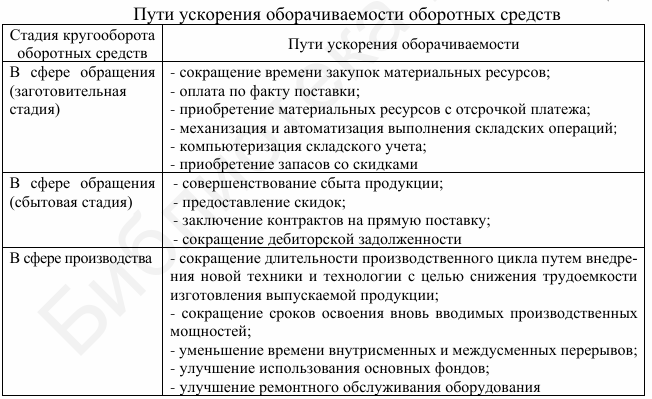 Пути ускорения оборачиваемости оборотных средств
Стадия кругооборота
оборотных средств
Пути ускорения оборачиваемости
В сфере обращения
(заготовительная
стадия)
- сокращение времени закупок материальных ресурсов;
- оплата по факту поставки;
- приобретение материальных ресурсов с отсрочкой платежа;
- механизация и автоматизация выполнения складских операций;
- компьютеризация складского учета;
- приобретение запасов со скидками
В сфере обращения
(сбытовая стадия)
- совершенствование сбыта продукции;
- предоставление скидок;
- заключение контрактов на прямую поставку;
- сокращение дебиторской задолженности
В сфере производства
- сокращение длительности производственного цикла путем внедре-
ния новой техники и технологии с целью снижения трудоемкости
изготовления выпускаемой продукции;
- сокращение сроков освоения вновь вводимых производственных
мощностей;
- уменьшение времени внутрисменных и междусменных перерывов;
- улучшение использования основных фондов;
- улучшение ремонтного обслуживания оборудования